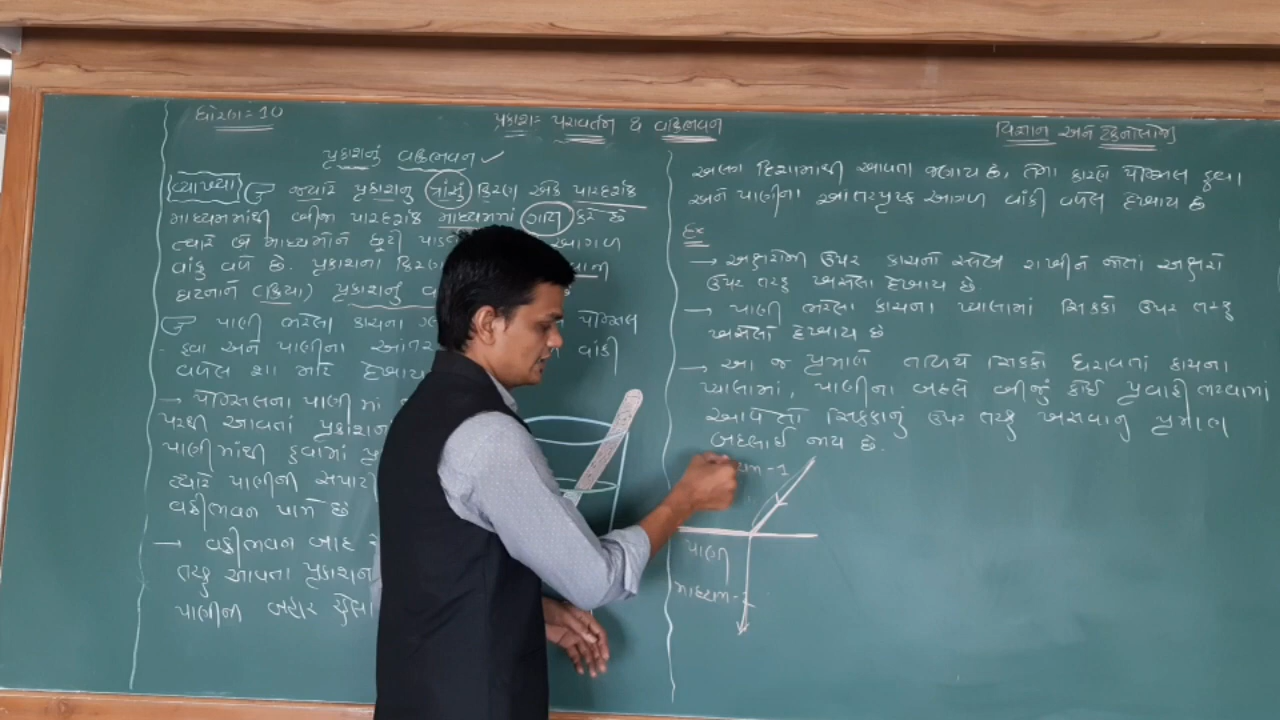 ધોરણ : 10
પ્રકાશ : પરાવર્તન & વક્રીભવન
વિજ્ઞાન અને ટેકનોલોજી
પ્રકાશનું વક્રીભવન ✓
વ્યાખ્યા જ્યારે પ્રકાશનું ત્રાંસું કિરણ એક પારદર્શક
માધ્યમમાંથી બીજા પારદર્શક માધ્યમમાં ગતિ કરે છે
ત્યારે બે માધ્યમોને છૂટી આગળ
વાંકુ વળે છે. પ્રકાશના કિરણ
ઘટનાને (ક્રિયા) પ્રકાશનું
પાણી ભરેલા કાચના પેન્સિલ
હવા અને પાણીના વાંકી
વળેલ શા માટે દેખાય
→ પેન્સિલના પાણી માં
પરથી આવતાં પ્રકાશન
પાણીમાંથી હવામાં
ત્યારે પાણીની સપાટી
વક્રીભવન પામે છે
→ વક્રીભવન બાદ
તરફ આવતા પ્રકાશન
પાણીની બહાર રહેલા
અલગ દિશામાંથી આવતા જણાય છે. તેના કારણે પેન્સિલ હવા
અને પાણીના આંતરપૃષ્ઠ આગળ વાંકી વળેલ દેખાય છે
Ex
→ અક્ષરોની ઉપર કાચનો સ્લેબ રાખીને જોતાં અક્ષરો
ઉપર તરફ ખસેલા દેખાય છે
→ પાણી ભરેલા કાચના પ્યાલામાં સિક્કો ઉપર તરફ
ખસેલો દેખાય છે
→ આ જ પ્રમાણે તળિયે સિક્કો ધરાવતાં કાચના
પ્યાલામાં, પાણીના બદલે બીજું કોઈ પ્રવાહી ભરવામાં
આવે તો સિક્કાનું ઉપર તરફ ખસવાનુ પ્રમાણ
બદલાઈ જાય છે.
-1
પાણી
માધ્યમ-2